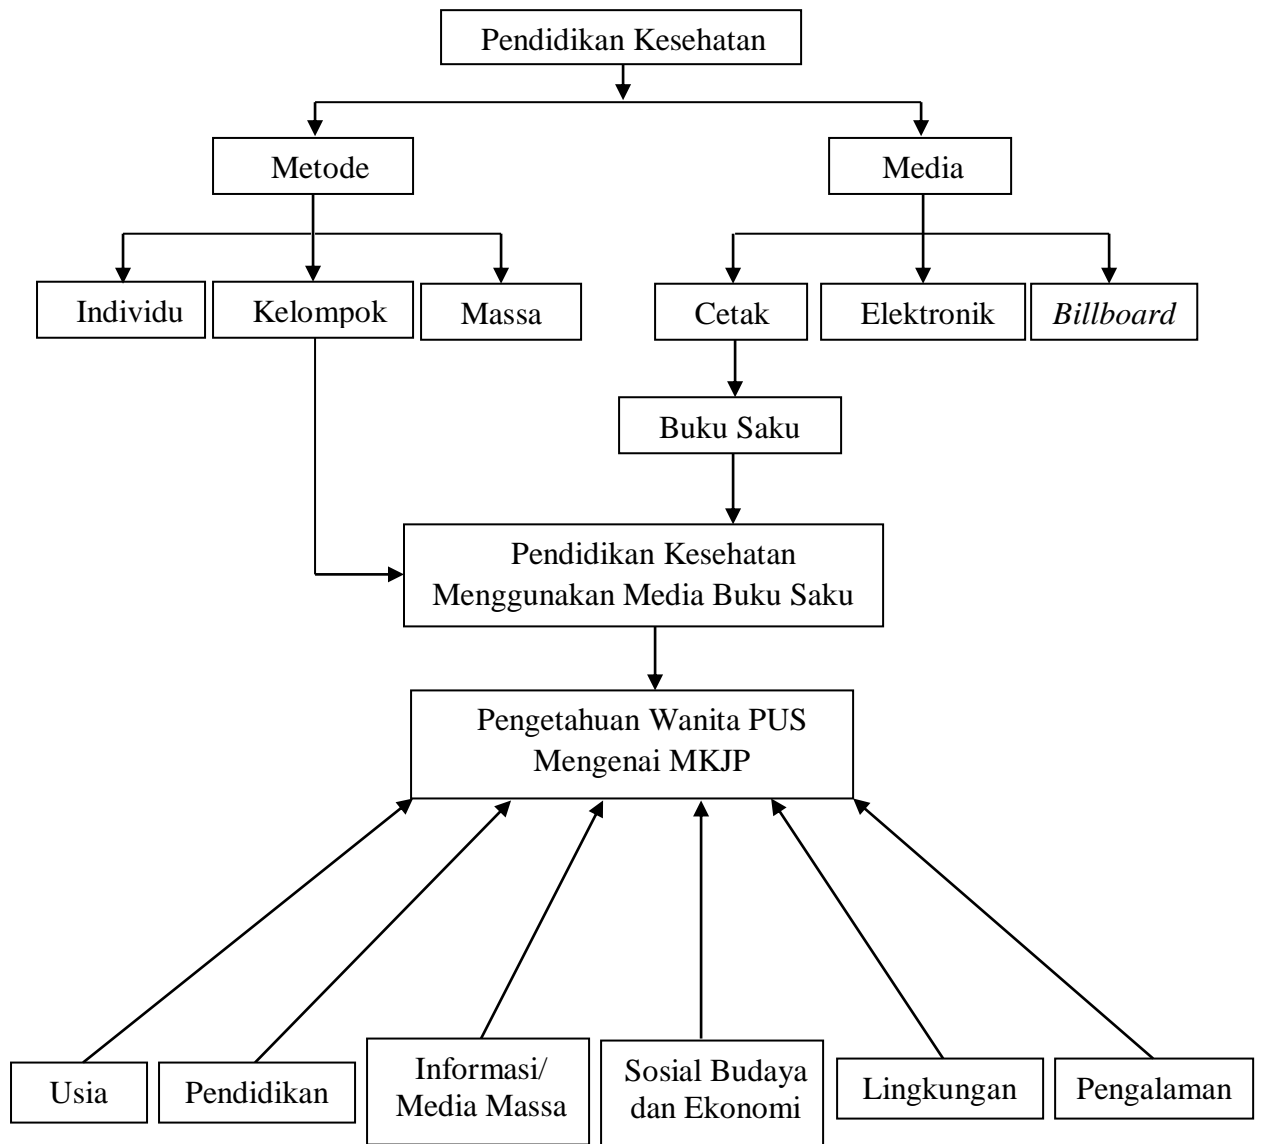 Pendidikan Kesehatan
Metode
Media
Individu
Kelompok
Massa
Cetak
Elektronik
Billboard
Buku Saku
Pendidikan Kesehatan
Menggunakan Media Buku Saku
Pengetahuan Wanita PUS
Mengenai MKJP
Usia
Pendidikan
Informasi/
Media Massa
Sosial Budaya
dan Ekonomi
Lingkungan
Pengalaman